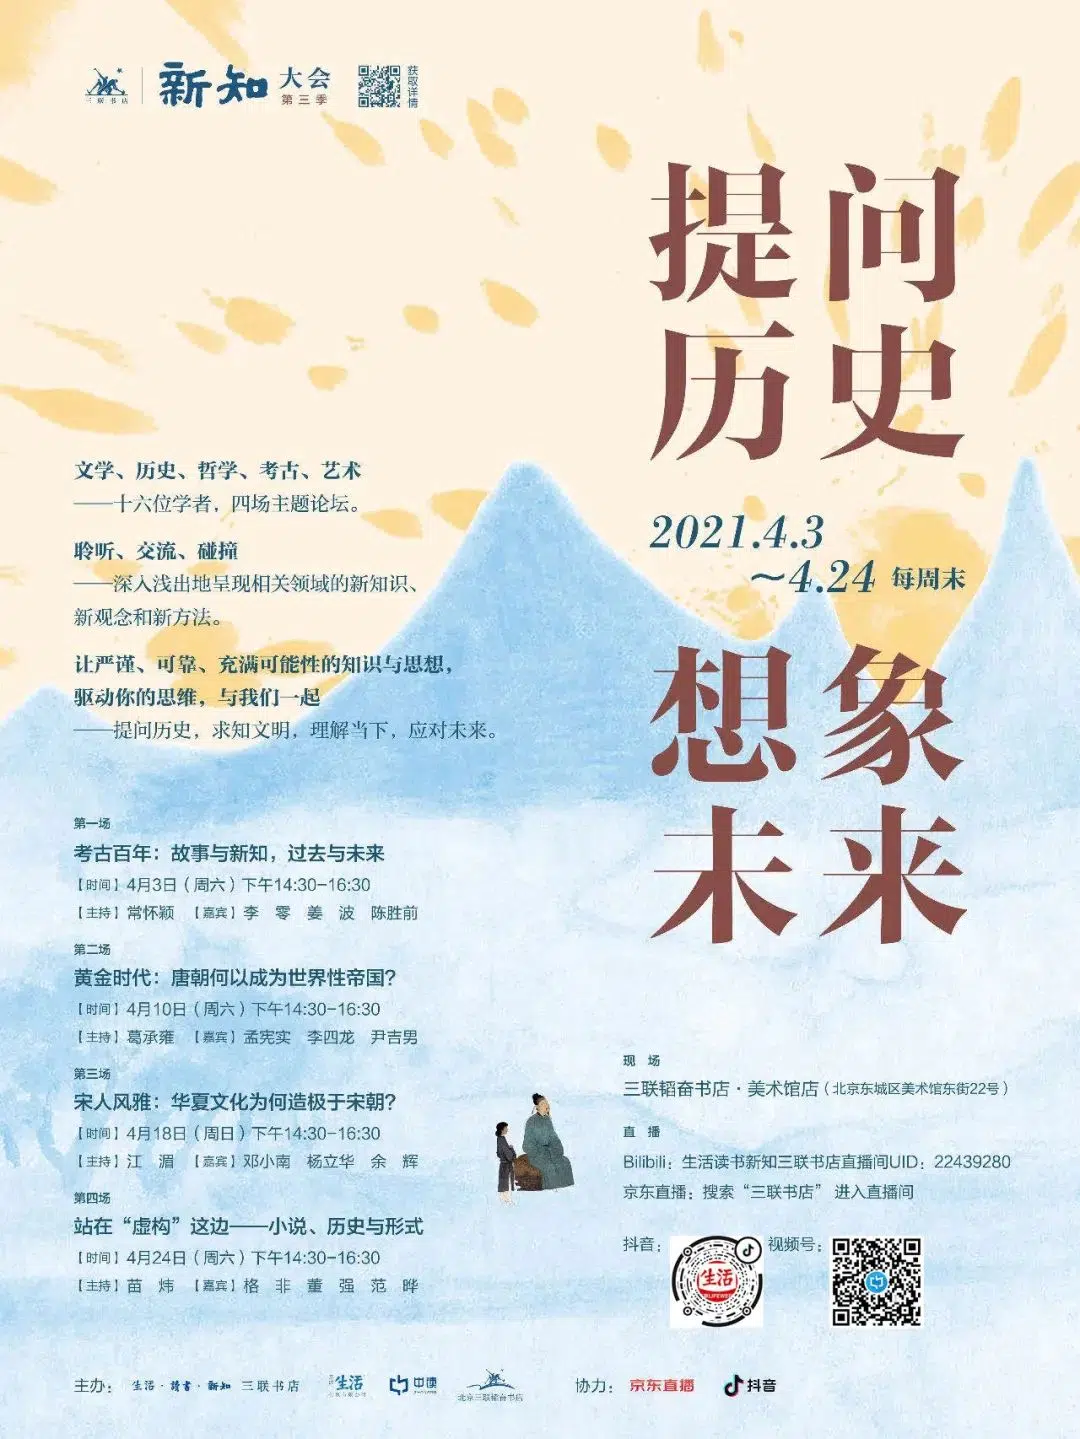 三联书店
新知大会
第三季
获取详情
提问
历史
2021.4.3
～4.24 每周末
想象
未来
文学、历史、哲学、考古、艺术
——十六位学者，四场主题论坛。
聆听、交流、碰撞
——深入浅出地呈现相关领域的新知识、
新观念和新方法。
让严谨、可靠、充满可能性的知识与思想，
驱动你的思维，与我们一起
——提问历史，求知文明，理解当下，应对未来。
第一场
考古百年：故事与新知，过去与未来
【时间】4月3日（周六）下午14:30-16:30
【主持】常怀颖 【嘉宾】李 零 姜 波 陈胜前
第二场
黄金时代：唐朝何以成为世界性帝国？
【时间】4月10日（周六）下午14:30-16:30
【主持】葛承雍 【嘉宾】孟宪实 李四龙 尹吉男
第三场
宋人风雅：华夏文化为何造极于宋朝？
【时间】4月18日（周日）下午14:30-16:30
【主持】江 湄 【嘉宾】邓小南 杨立华 余 辉
第四场
站在“虚构”这边——小说、历史与形式
【时间】4月24日（周六）下午14:30-16:30
【主持】苗 炜 【嘉宾】格 非 董 强 范 晔
现 场
三联韬奋书店·美术馆店（北京东城区美术馆东街22号）
直 播
Bilibili：生活读书新知三联书店直播间UID：22439280
京东直播：搜索“三联书店” 进入直播间
抖音：
生活
视频号：
主办：
生活·读书·新知 三联书店
生活
中读
北京三联韬奋书店
协力：
京东直播
抖音